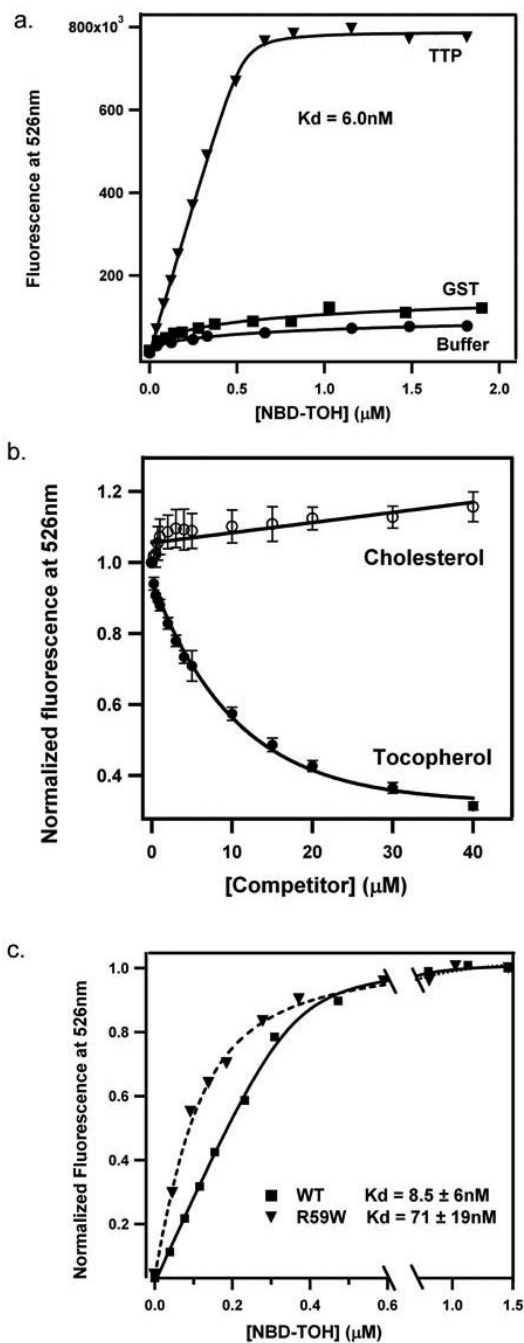 a.
800x10³
600
400
200
Fluorescence at 526nm
TTP
Kd = 6.0nM
GST
Buffer
0.0 0.5 1.0 1.5 2.0
[NBD-TOH] (µM)
b.
1.2
1.0
0.8
0.6
0.4
Normalized fluorescence at 526nm
Cholesterol
Tocopherol
0 10 20 30 40
[Competitor] (µM)
c.
1.0
0.8
0.6
0.4
0.2
Normalized Fluorescence at 526nm
WT Kd = 8.5 ± 6nM
R59W Kd = 71 ± 19nM
0.0 0.2 0.4 0.6 1.0 1.5
[NBD-TOH] (µM)